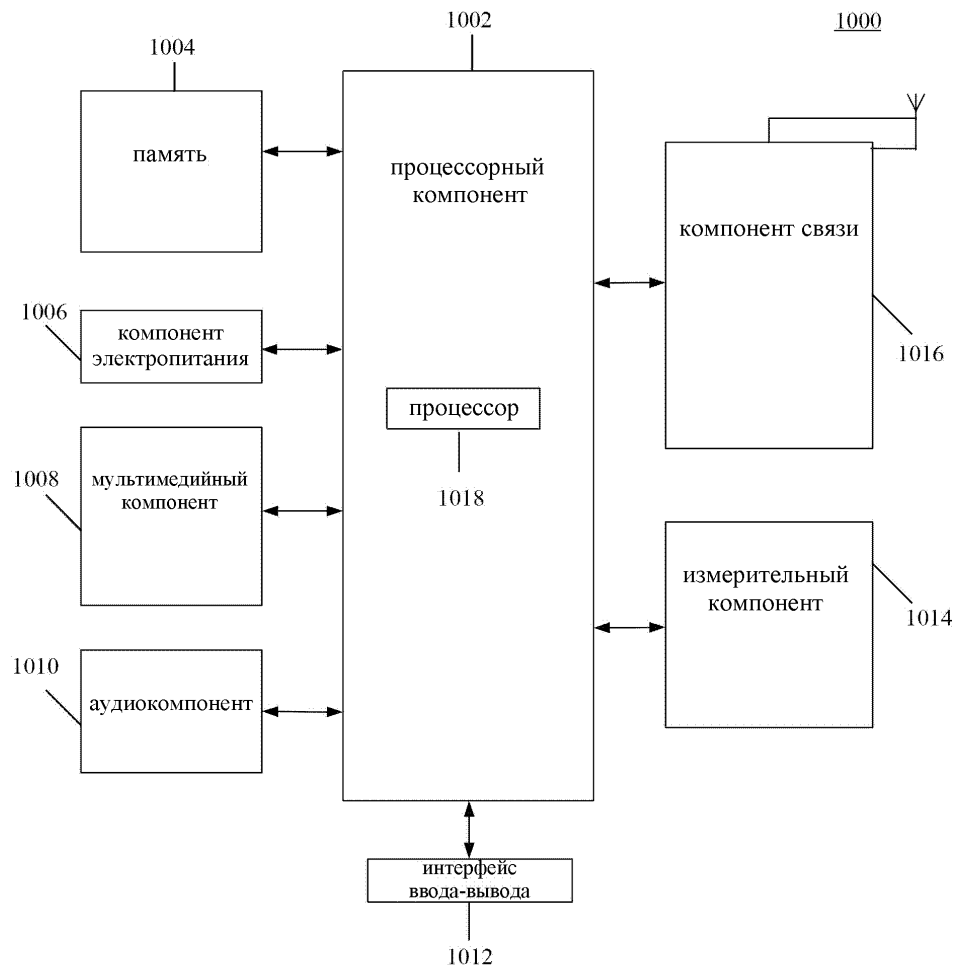 1002
1000
1004
память
процессорный
компонент
компонент связи
1006
компонент
электропитания
1016
процессор
1008
мультимедийный
компонент
1018
измерительный
компонент
1014
1010
аудиокомпонент
интерфейс
ввода-вывода
1012